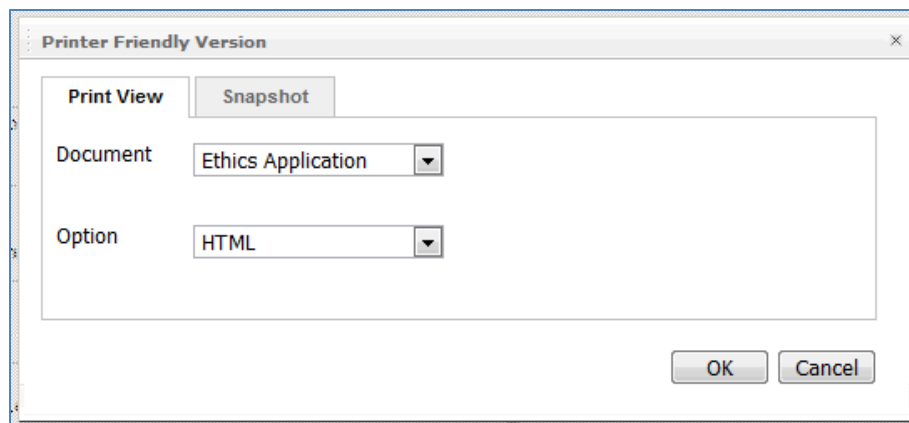 Printer Friendly Version
Print View Snapshot
Document Ethics Application
Option HTML
OK Cancel